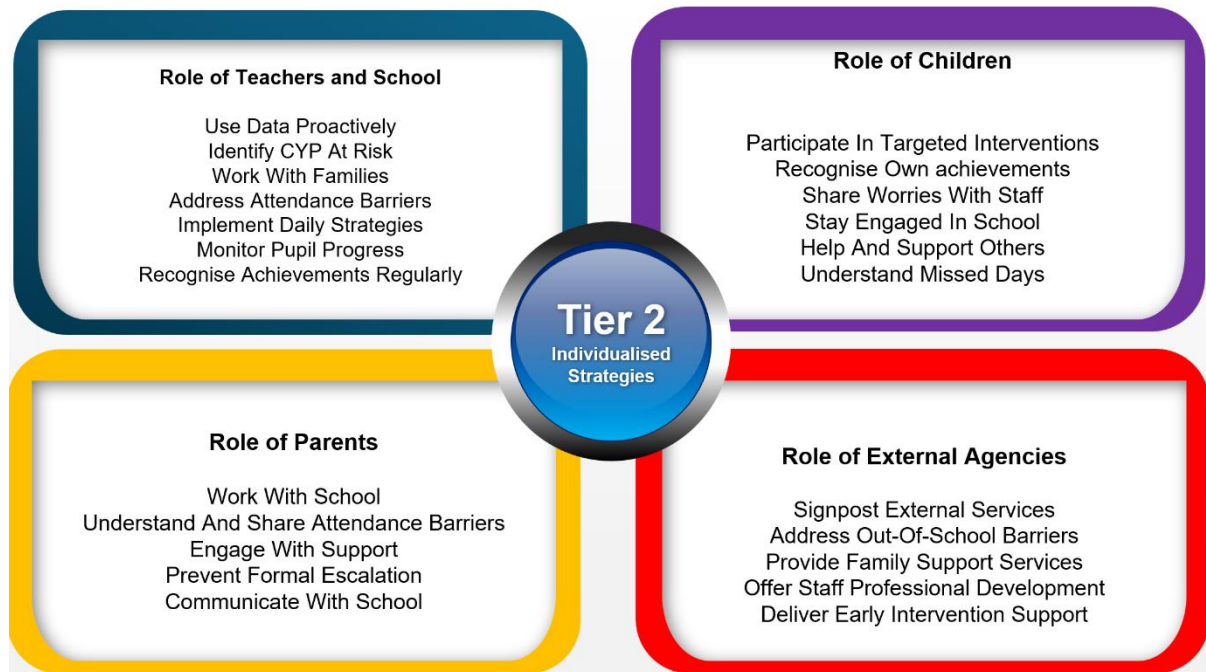 Role of Teachers and School
Use Data Proactively
Identify CYP At Risk
Work With Families
Address Attendance Barriers
Implement Daily Strategies
Monitor Pupil Progress
Recognise Achievements Regularly
Role of Children
Participate In Targeted Interventions
Recognise Own achievements
Share Worries With Staff
Stay Engaged In School
Help And Support Others
Understand Missed Days
Tier 2
Individualised
Strategies
Role of Parents
Work With School
Understand And Share Attendance Barriers
Engage With Support
Prevent Formal Escalation
Communicate With School
Role of External Agencies
Signpost External Services
Address Out-Of-School Barriers
Provide Family Support Services
Offer Staff Professional Development
Deliver Early Intervention Support